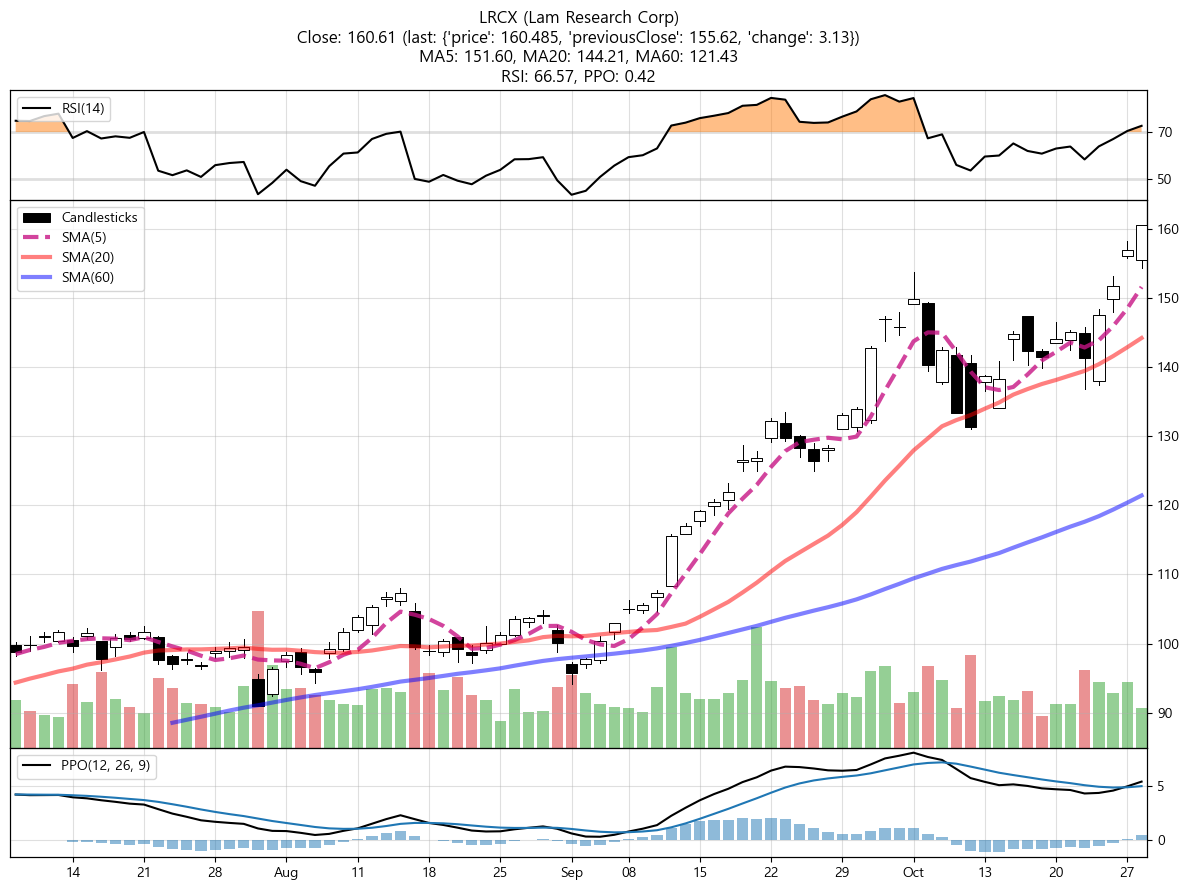 LRCX (Lam Research Corp)
Close: 160.61 (last: {'price': 160.485, 'previousClose': 155.62, 'change': 3.13})
MA5: 151.60, MA20: 144.21, MA60: 121.43
RSI: 66.57, PPO: 0.42
RSI(14)
70
50
Candlesticks
SMA(5)
SMA(20)
SMA(60)
160
150
140
130
120
110
100
90
PPO(12, 26, 9)
5
0
14 21 28 Aug 11 18 25 Sep 08 15 22 29 Oct 13 20 27